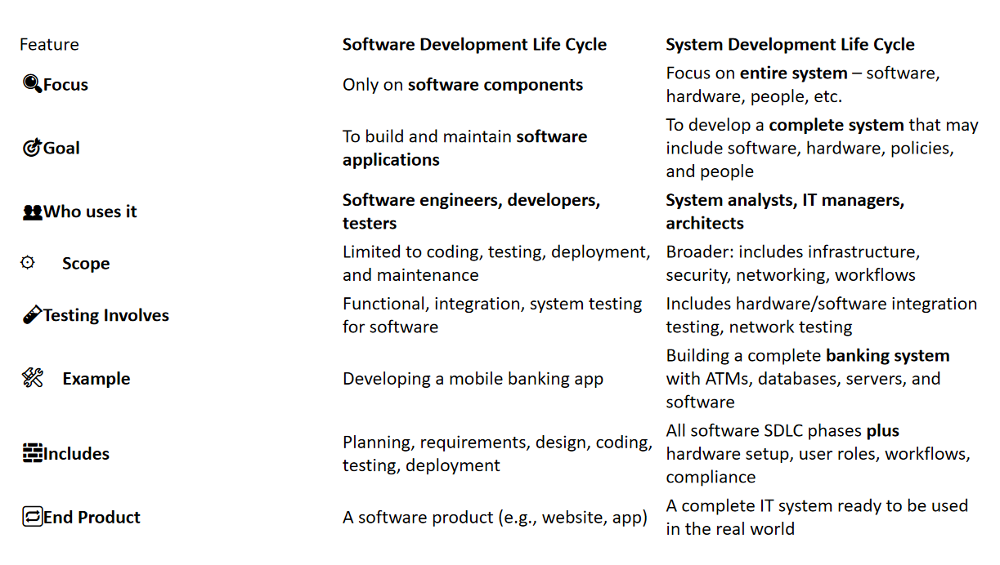 Feature Software Development Life Cycle System Development Life Cycle
Focus Only on software components Focus on entire system – software,
hardware, people, etc.
Goal To build and maintain software
applications To develop a complete system that may
include software, hardware, policies,
and people
Who uses it Software engineers, developers,
testers System analysts, IT managers,
architects
Scope Limited to coding, testing, deployment,
and maintenance Broader: includes infrastructure,
security, networking, workflows
Testing Involves Functional, integration, system testing
for software Includes hardware/software integration
testing, network testing
Example Developing a mobile banking app Building a complete banking system
with ATMs, databases, servers, and
software
Includes Planning, requirements, design, coding,
testing, deployment All software SDLC phases plus
hardware setup, user roles, workflows,
compliance
End Product A software product (e.g., website, app) A complete IT system ready to be used
in the real world